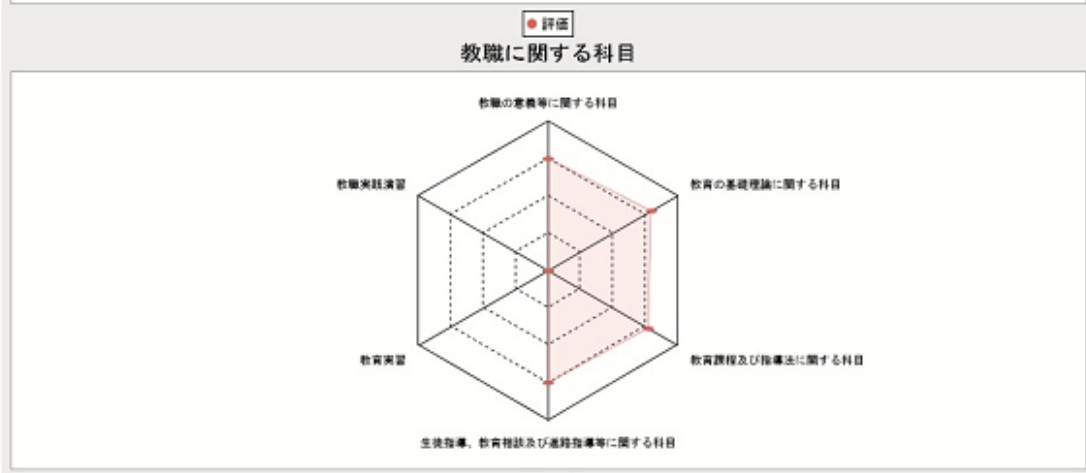 評価
教職に関する科目
教職の意義等に関する科目
教職実践演習
教育の基礎理論に関する科目
教育実習
教育課程及び指導法に関する科目
生徒指導、教育相談及び進路指導等に関する科目